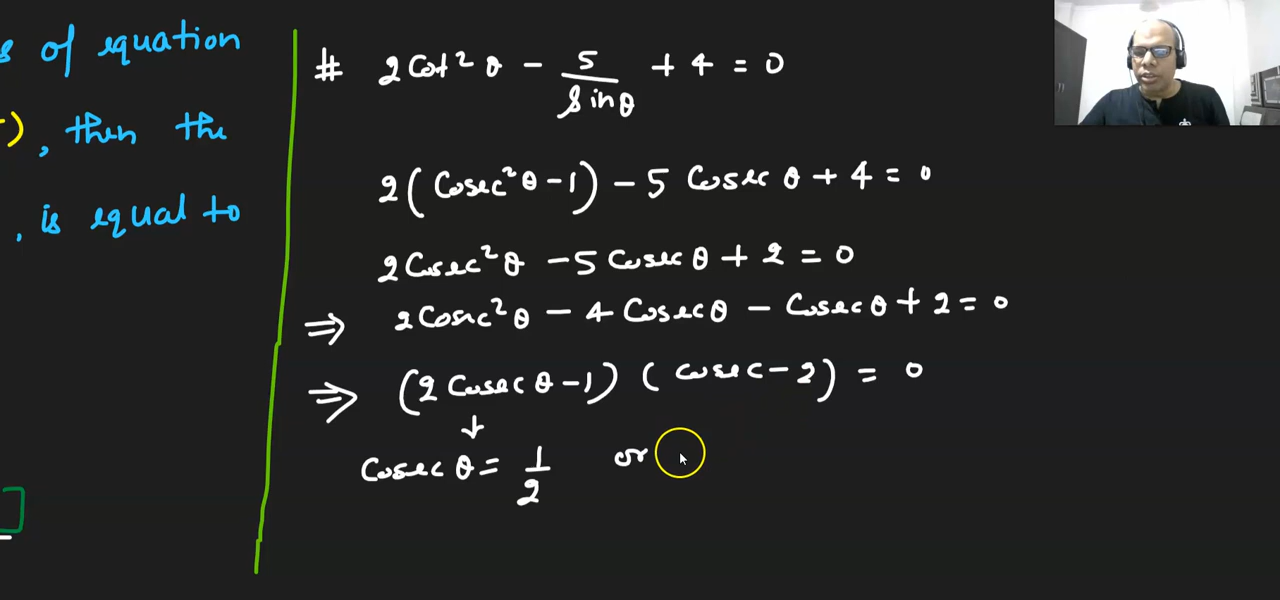 s of equation
), then the
, is equal to
# 2 Cot² θ - 5/Sinθ + 4 = 0
2(Cosec²θ-1) - 5 Cosec θ + 4 = 0
2Cosec²θ - 5 Cosec θ + 2 = 0
⇒ 2Cosec²θ - 4 Cosecθ - Cosecθ + 2 = 0
⇒ (2 Cosec θ-1) (Cosec - 2) = 0
↓
Cosec θ = 1/2 or